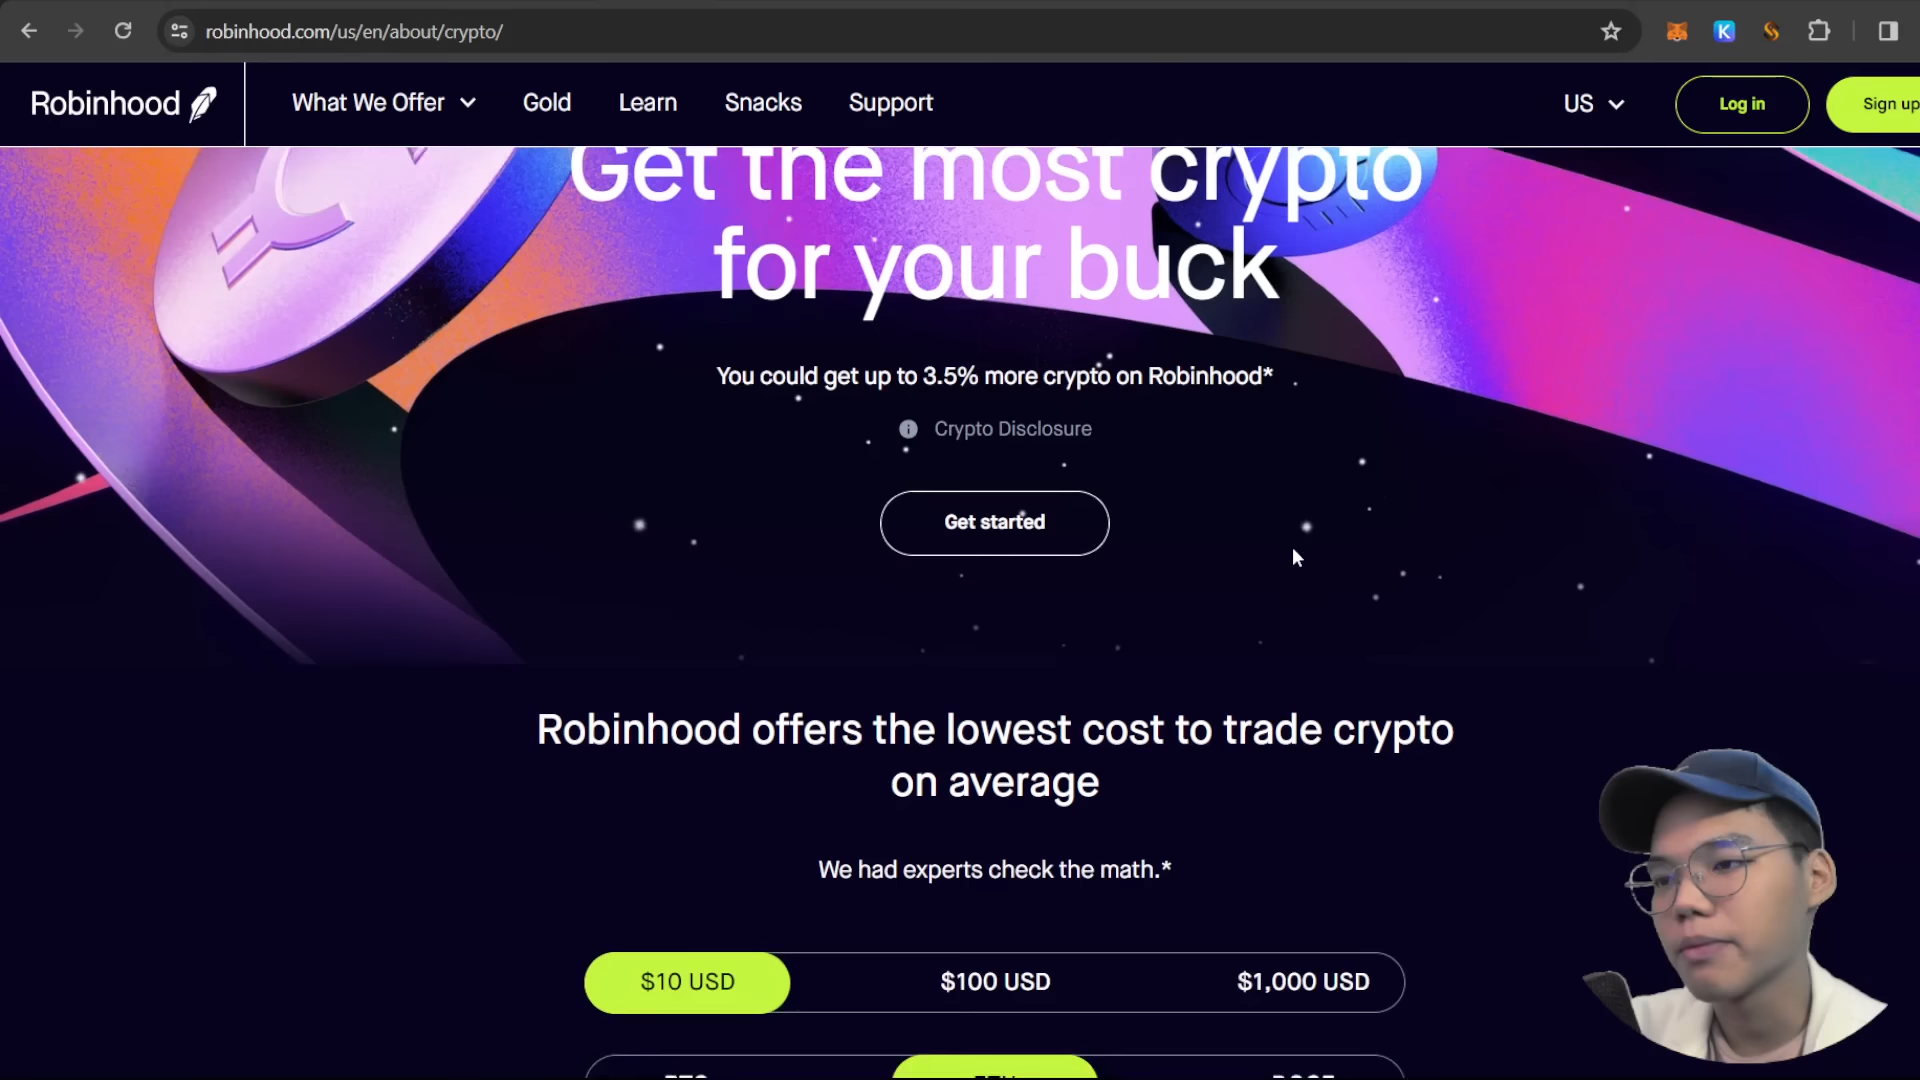 robinhood.com/us/en/about/crypto/
K
Robinhood What We Offer Gold Learn Snacks Support US Log in Sign up
Get the most crypto
for your buck
You could get up to 3.5% more crypto on Robinhood*
Crypto Disclosure
Get started
Robinhood offers the lowest cost to trade crypto
on average
We had experts check the math.*
$10 USD $100 USD $1,000 USD